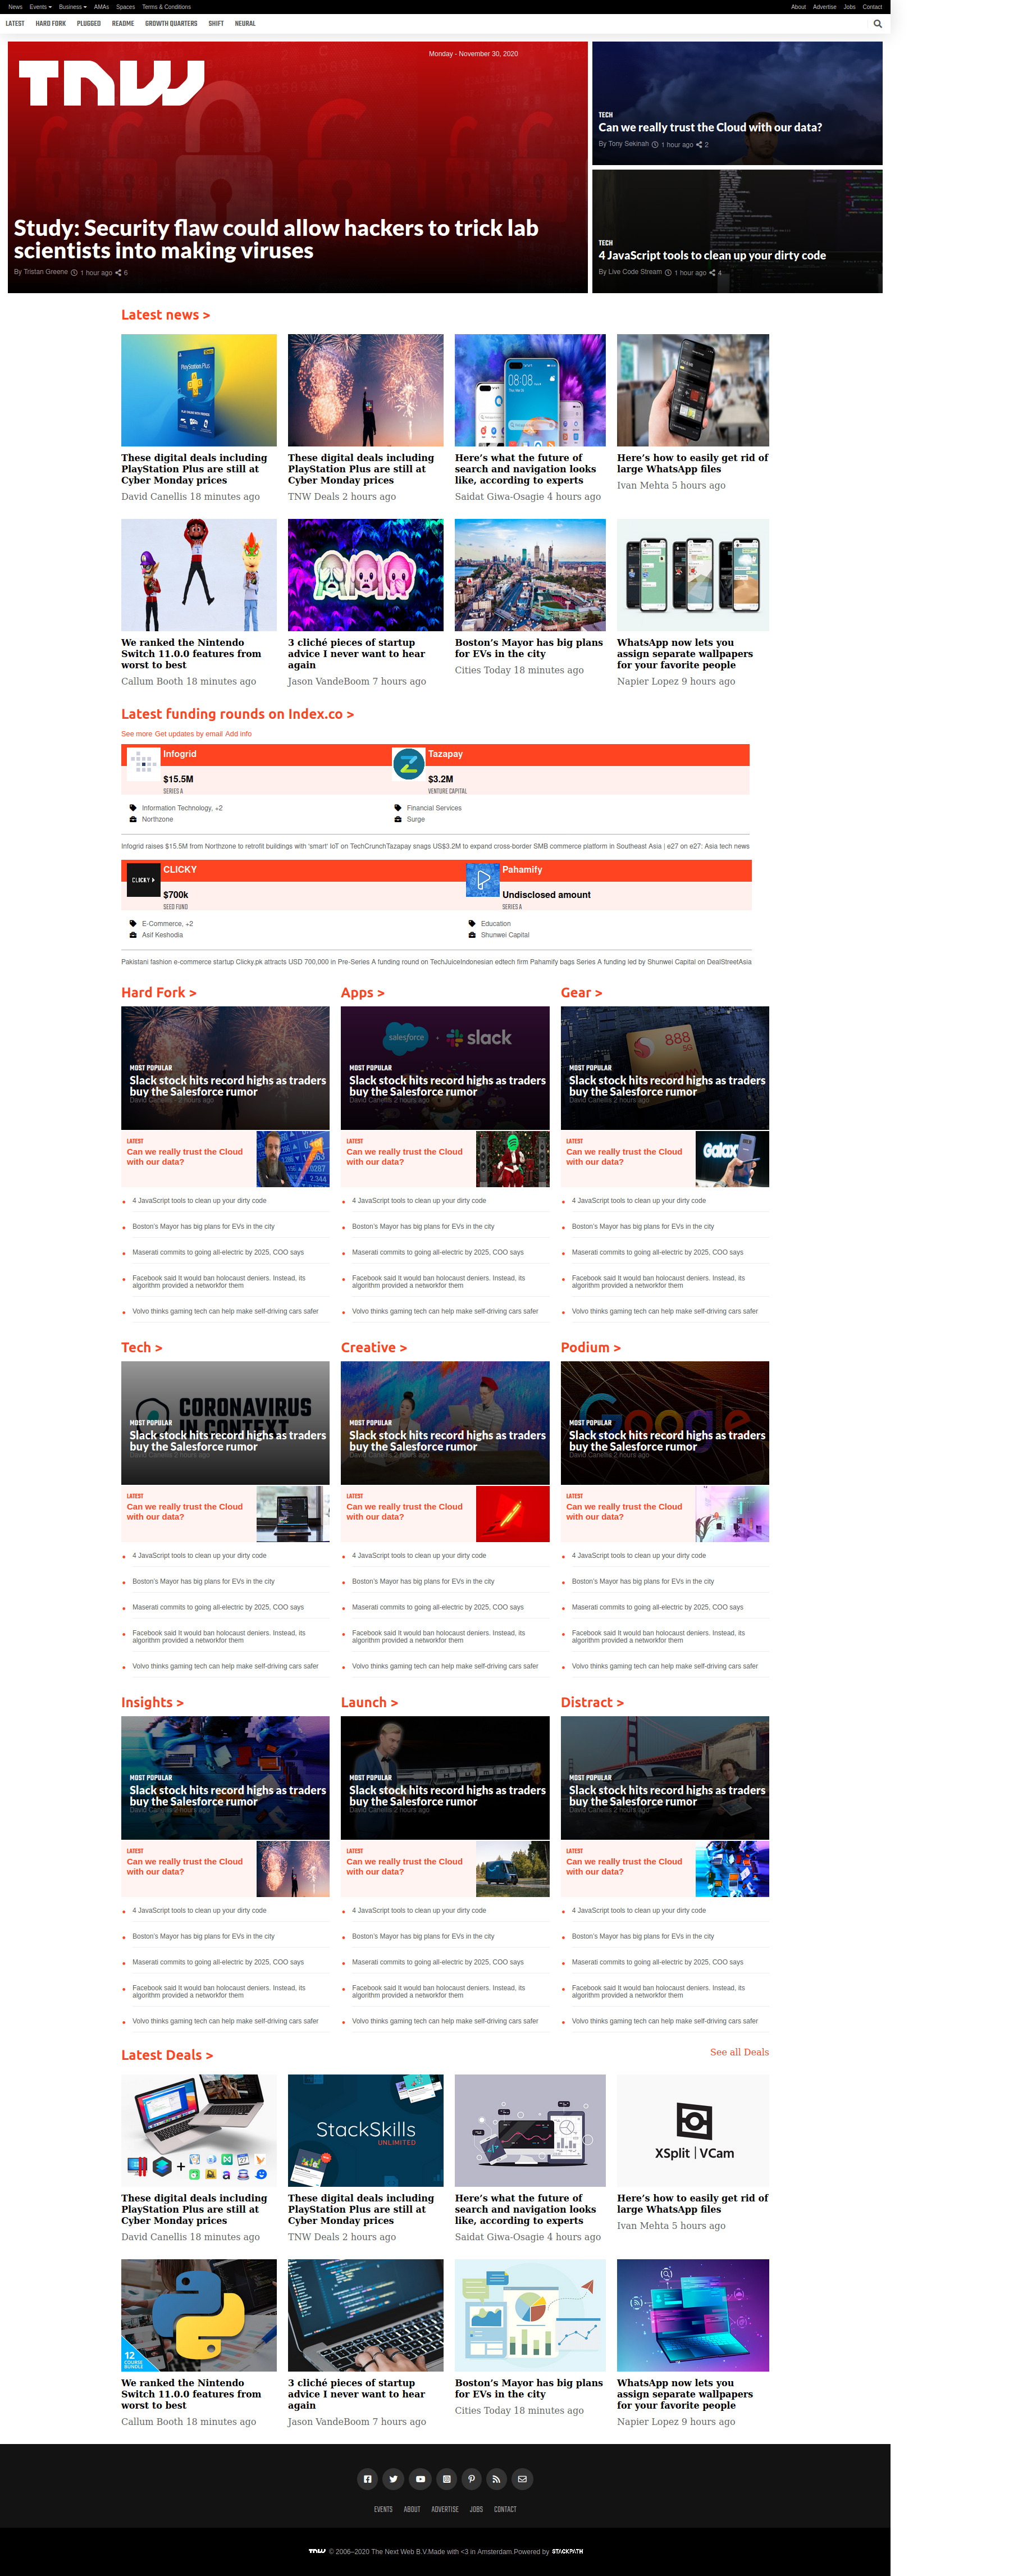 News Events Business AMAs Spaces Terms & Conditions About Advertise Jobs Contact
LATEST HARD FORK PLUGGED README GROWTH QUARTERS SHIFT NEURAL
TNW
Monday - November 30, 2020
Study: Security flaw could allow hackers to trick lab
scientists into making viruses
By Tristan Greene 1 hour ago 6
TECH
Can we really trust the Cloud with our data?
By Tony Sekinah 1 hour ago 2
TECH
4 JavaScript tools to clean up your dirty code
By Live Code Stream 1 hour ago 4
Latest news >
PlayStation Plus
08:08
These digital deals including
PlayStation Plus are still at
Cyber Monday prices
David Canellis 18 minutes ago
These digital deals including
PlayStation Plus are still at
Cyber Monday prices
TNW Deals 2 hours ago
Here’s what the future of
search and navigation looks
like, according to experts
Saidat Giwa-Osagie 4 hours ago
Here’s how to easily get rid of
large WhatsApp files
Ivan Mehta 5 hours ago
We ranked the Nintendo
Switch 11.0.0 features from
worst to best
Callum Booth 18 minutes ago
3 cliché pieces of startup
advice I never want to hear
again
Jason VandeBoom 7 hours ago
Boston’s Mayor has big plans
for EVs in the city
Cities Today 18 minutes ago
WhatsApp now lets you
assign separate wallpapers
for your favorite people
Napier Lopez 9 hours ago
Latest funding rounds on Index.co >
See more Get updates by email Add info
Infogrid
$15.5M
SERIES A
Information Technology, +2
Northzone
Tazapay
$3.2M
VENTURE CAPITAL
Financial Services
Surge
Infogrid raises $15.5M from Northzone to retrofit buildings with 'smart' IoT on TechCrunchTazapay snags US$3.2M to expand cross-border SMB commerce platform in Southeast Asia | e27 on e27: Asia tech news
CLICKY
CLICKY
$700k
SEED FUND
E-Commerce, +2
Asif Keshodia
Pahamify
Undisclosed amount
SERIES A
Education
Shunwei Capital
Pakistani fashion e-commerce startup Clicky.pk attracts USD 700,000 in Pre-Series A funding round on TechJuiceIndonesian edtech firm Pahamify bags Series A funding led by Shunwei Capital on DealStreetAsia
Hard Fork >
MOST POPULAR
Slack stock hits record highs as traders
buy the Salesforce rumor
David Canellis 2 hours ago
LATEST
Can we really trust the Cloud
with our data?
4 JavaScript tools to clean up your dirty code
Boston’s Mayor has big plans for EVs in the city
Maserati commits to going all-electric by 2025, COO says
Facebook said It would ban holocaust deniers. Instead, its
algorithm provided a networkfor them
Volvo thinks gaming tech can help make self-driving cars safer
Apps >
salesforce + slack
MOST POPULAR
Slack stock hits record highs as traders
buy the Salesforce rumor
David Canellis 2 hours ago
LATEST
Can we really trust the Cloud
with our data?
4 JavaScript tools to clean up your dirty code
Boston’s Mayor has big plans for EVs in the city
Maserati commits to going all-electric by 2025, COO says
Facebook said It would ban holocaust deniers. Instead, its
algorithm provided a networkfor them
Volvo thinks gaming tech can help make self-driving cars safer
Gear >
888
5G
MOST POPULAR
Slack stock hits record highs as traders
buy the Salesforce rumor
David Canellis 2 hours ago
LATEST
Can we really trust the Cloud
with our data?
Galaxy
4 JavaScript tools to clean up your dirty code
Boston’s Mayor has big plans for EVs in the city
Maserati commits to going all-electric by 2025, COO says
Facebook said It would ban holocaust deniers. Instead, its
algorithm provided a networkfor them
Volvo thinks gaming tech can help make self-driving cars safer
Tech >
CORONAVIRUS
IN CONTEXT
MOST POPULAR
Slack stock hits record highs as traders
buy the Salesforce rumor
David Canellis 2 hours ago
LATEST
Can we really trust the Cloud
with our data?
4 JavaScript tools to clean up your dirty code
Boston’s Mayor has big plans for EVs in the city
Maserati commits to going all-electric by 2025, COO says
Facebook said It would ban holocaust deniers. Instead, its
algorithm provided a networkfor them
Volvo thinks gaming tech can help make self-driving cars safer
Creative >
MOST POPULAR
Slack stock hits record highs as traders
buy the Salesforce rumor
David Canellis 2 hours ago
LATEST
Can we really trust the Cloud
with our data?
4 JavaScript tools to clean up your dirty code
Boston’s Mayor has big plans for EVs in the city
Maserati commits to going all-electric by 2025, COO says
Facebook said It would ban holocaust deniers. Instead, its
algorithm provided a networkfor them
Volvo thinks gaming tech can help make self-driving cars safer
Podium >
Google
MOST POPULAR
Slack stock hits record highs as traders
buy the Salesforce rumor
David Canellis 2 hours ago
LATEST
Can we really trust the Cloud
with our data?
4 JavaScript tools to clean up your dirty code
Boston’s Mayor has big plans for EVs in the city
Maserati commits to going all-electric by 2025, COO says
Facebook said It would ban holocaust deniers. Instead, its
algorithm provided a networkfor them
Volvo thinks gaming tech can help make self-driving cars safer
Insights >
MOST POPULAR
Slack stock hits record highs as traders
buy the Salesforce rumor
David Canellis 2 hours ago
LATEST
Can we really trust the Cloud
with our data?
4 JavaScript tools to clean up your dirty code
Boston’s Mayor has big plans for EVs in the city
Maserati commits to going all-electric by 2025, COO says
Facebook said It would ban holocaust deniers. Instead, its
algorithm provided a networkfor them
Volvo thinks gaming tech can help make self-driving cars safer
Launch >
MOST POPULAR
Slack stock hits record highs as traders
buy the Salesforce rumor
David Canellis 2 hours ago
LATEST
Can we really trust the Cloud
with our data?
4 JavaScript tools to clean up your dirty code
Boston’s Mayor has big plans for EVs in the city
Maserati commits to going all-electric by 2025, COO says
Facebook said It would ban holocaust deniers. Instead, its
algorithm provided a networkfor them
Volvo thinks gaming tech can help make self-driving cars safer
Distract >
MOST POPULAR
Slack stock hits record highs as traders
buy the Salesforce rumor
David Canellis 2 hours ago
LATEST
Can we really trust the Cloud
with our data?
4 JavaScript tools to clean up your dirty code
Boston’s Mayor has big plans for EVs in the city
Maserati commits to going all-electric by 2025, COO says
Facebook said It would ban holocaust deniers. Instead, its
algorithm provided a networkfor them
Volvo thinks gaming tech can help make self-driving cars safer
Latest Deals >
See all Deals
StackSkills
UNLIMITED
XSplit | VCam
These digital deals including
PlayStation Plus are still at
Cyber Monday prices
David Canellis 18 minutes ago
These digital deals including
PlayStation Plus are still at
Cyber Monday prices
TNW Deals 2 hours ago
Here’s what the future of
search and navigation looks
like, according to experts
Saidat Giwa-Osagie 4 hours ago
Here’s how to easily get rid of
large WhatsApp files
Ivan Mehta 5 hours ago
12
COURSE
BUNDLE
We ranked the Nintendo
Switch 11.0.0 features from
worst to best
Callum Booth 18 minutes ago
3 cliché pieces of startup
advice I never want to hear
again
Jason VandeBoom 7 hours ago
Boston’s Mayor has big plans
for EVs in the city
Cities Today 18 minutes ago
WhatsApp now lets you
assign separate wallpapers
for your favorite people
Napier Lopez 9 hours ago
EVENTS ABOUT ADVERTISE JOBS CONTACT
TNW © 2006–2020 The Next Web B.V.Made with <3 in Amsterdam.Powered by STACKPATH